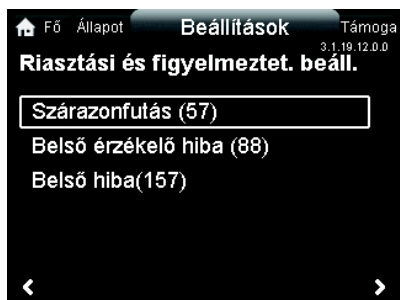 Fő Állapot Beállítások Támoga
3.1.19.12.0.0
Riasztási és figyelmeztet. beáll.
Szárazonfutás (57)
Belső érzékelő hiba (88)
Belső hiba(157)